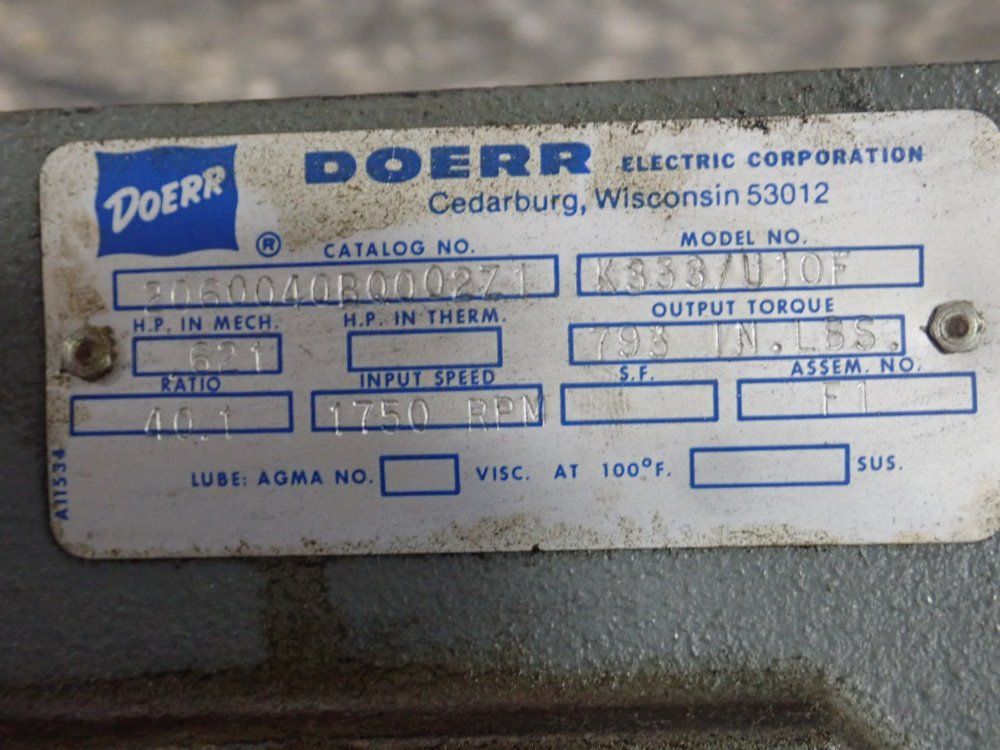 DOERR
DOERR ELECTRIC CORPORATION
Cedarburg, Wisconsin 53012
®
CATALOG NO. MODEL NO.
2060040B0002Z1 K333/U10F
H.P. IN MECH. H.P. IN THERM. OUTPUT TORQUE
.621 793 IN.LBS.
RATIO INPUT SPEED S.F. ASSEM. NO.
40.1 1750 RPM F1
LUBE: AGMA NO. VISC. AT 100°F. SUS.
A11534